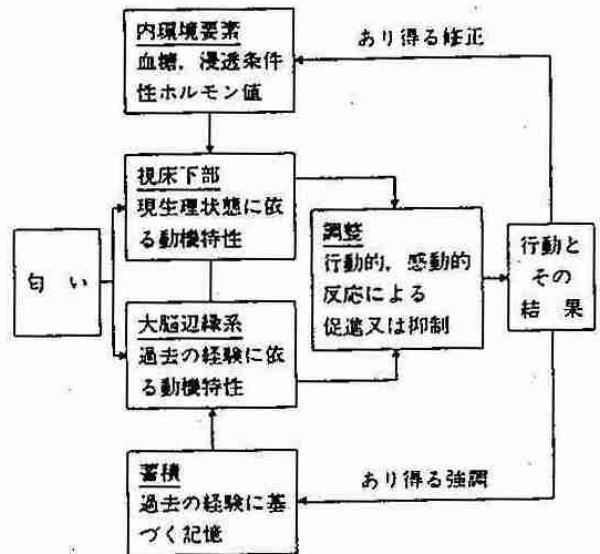 内環境要素
血糖，浸透条件
性ホルモン値
あり得る修正
視床下部
現生理状態に依
る動機特性
匂い
調整
行動的，感動的
反応による
促進又は抑制
行動と
その
結果
大脳辺縁系
過去の経験に依
る動機特性
蓄積
過去の経験に基
づく記憶
あり得る強調